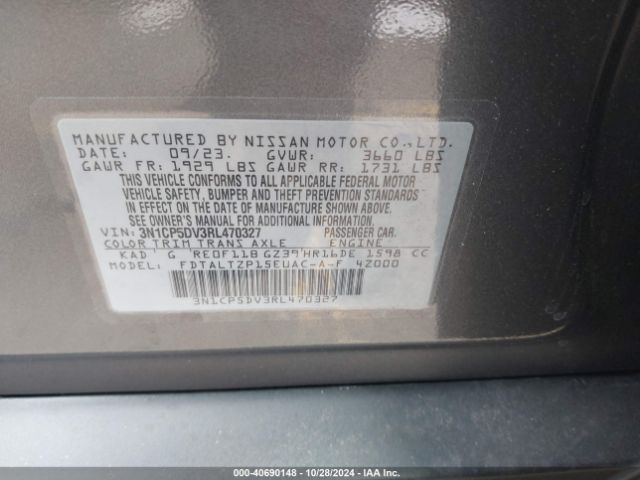 MANUFACTURED BY NISSAN MOTOR CO.,LTD.
DATE: 09/23. GVWR: 3660 LBS
GAWR FR: 1929 LBS GAWR RR: 1731 LBS
THIS VEHICLE CONFORMS TO ALL APPLICABLE FEDERAL MOTOR
VEHICLE SAFETY, BUMPER AND THEFT PREVENTION STANDARDS
IN EFFECT ON THE DATE OF MANUFACTURE SHOWN ABOVE.
SEE OWNER'S MANUAL OR FOR ADDITIONAL INFORMATION
VIN: 3N1CP5DV3RL470327 PASSENGER CAR.
COLOR TRIM TRANS AXLE ENGINE
KAD G RE0F11B GZ39 HR16DE 1598 CC
MODEL: FDTALTZP15EUAC-A-F 4Z000
3N1CP5DV3RL470327
000-40690148 - 10/28/2024 - IAA Inc.